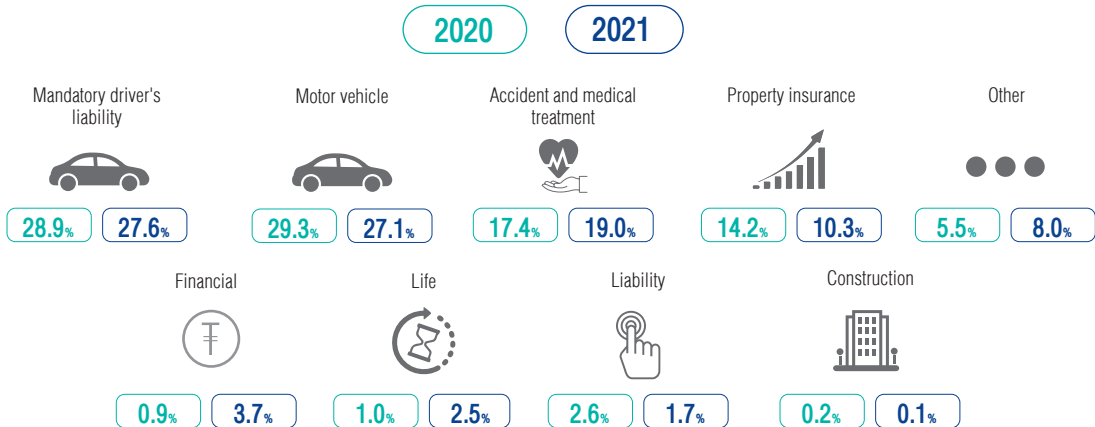 2020 2021
Mandatory driver's
liability
Motor vehicle
Accident and medical
treatment
Property insurance
Other
28.9% 27.6%
29.3% 27.1%
17.4% 19.0%
14.2% 10.3%
5.5% 8.0%
Financial
Life
Liability
Construction
₮
0.9% 3.7%
1.0% 2.5%
2.6% 1.7%
0.2% 0.1%